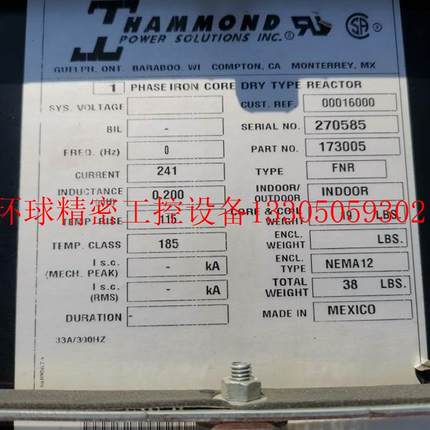 HAMMOND
POWER SOLUTIONS INC.
GUELPH, ONT. BARABOO, WI COMPTON, CA MONTERREY, MX
1 PHASE IRON CORE DRY TYPE REACTOR
SYS. VOLTAGE CUST. REF 00016000
BIL - SERIAL NO. 270585
FREQ. (Hz) 0 PART NO. 173005
CURRENT 241 TYPE FNR
INDUCTANCE 0.200 INDOOR/OUTDOOR INDOOR
环球精密工控设备13305059302
TEMP. RISE 115 CORE & COIL WEIGHT LBS.
TEMP. CLASS 185 ENCL. WEIGHT LBS.
I s.c. (MECH. PEAK) - kA ENCL. TYPE NEMA12
I s.c. (RMS) - kA TOTAL WEIGHT 38 LBS.
DURATION - MADE IN MEXICO
33A/300HZ